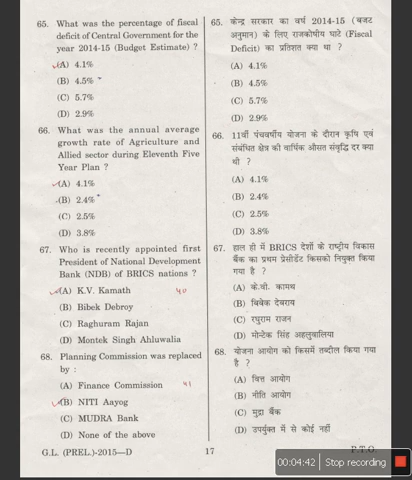 65. What was the percentage of fiscal
deficit of Central Government for the
year 2014-15 (Budget Estimate) ?
(A) 4.1%
(B) 4.5%
(C) 5.7%
(D) 2.9%
66. What was the annual average
growth rate of Agriculture and
Allied sector during Eleventh Five
Year Plan ?
(A) 4.1%
(B) 2.4%
(C) 2.5%
(D) 3.8%
67. Who is recently appointed first
President of National Development
Bank (NDB) of BRICS nations ?
(A) K.V. Kamath 40
(B) Bibek Debroy
(C) Raghuram Rajan
(D) Montek Singh Ahluwalia
68. Planning Commission was replaced
by :
(A) Finance Commission 41
(B) NITI Aayog
(C) MUDRA Bank
(D) None of the above
65. केन्द्र सरकार का वर्ष 2014-15 (बजट
अनुमान) के लिए राजकोषीय घाटे (Fiscal
Deficit) का प्रतिशत क्या था ?
(A) 4.1%
(B) 4.5%
(C) 5.7%
(D) 2.9%
66. 11वीं पंचवर्षीय योजना के दौरान कृषि एवं
संबंधित क्षेत्र की वार्षिक औसत संवृद्धि दर क्या
थी ?
(A) 4.1%
(B) 2.4%
(C) 2.5%
(D) 3.8%
67. हाल ही में BRICS देशों के राष्ट्रीय विकास
बैंक का प्रथम प्रेसीडेंट किसको नियुक्त किया
गया है ?
(A) के.वी. कामथ
(B) विवेक देवराय
(C) रघुराम राजन
(D) मोन्टेक सिंह अहलुवालिया
68. योजना आयोग को किसमें तब्दील किया गया
है ?
(A) वित्त आयोग
(B) नीति आयोग
(C) मुद्रा बैंक
(D) उपर्युक्त में से कोई नहीं
G.L. (PREL.)-2015—D 17 P.T.O.
00:04:42 Stop recording